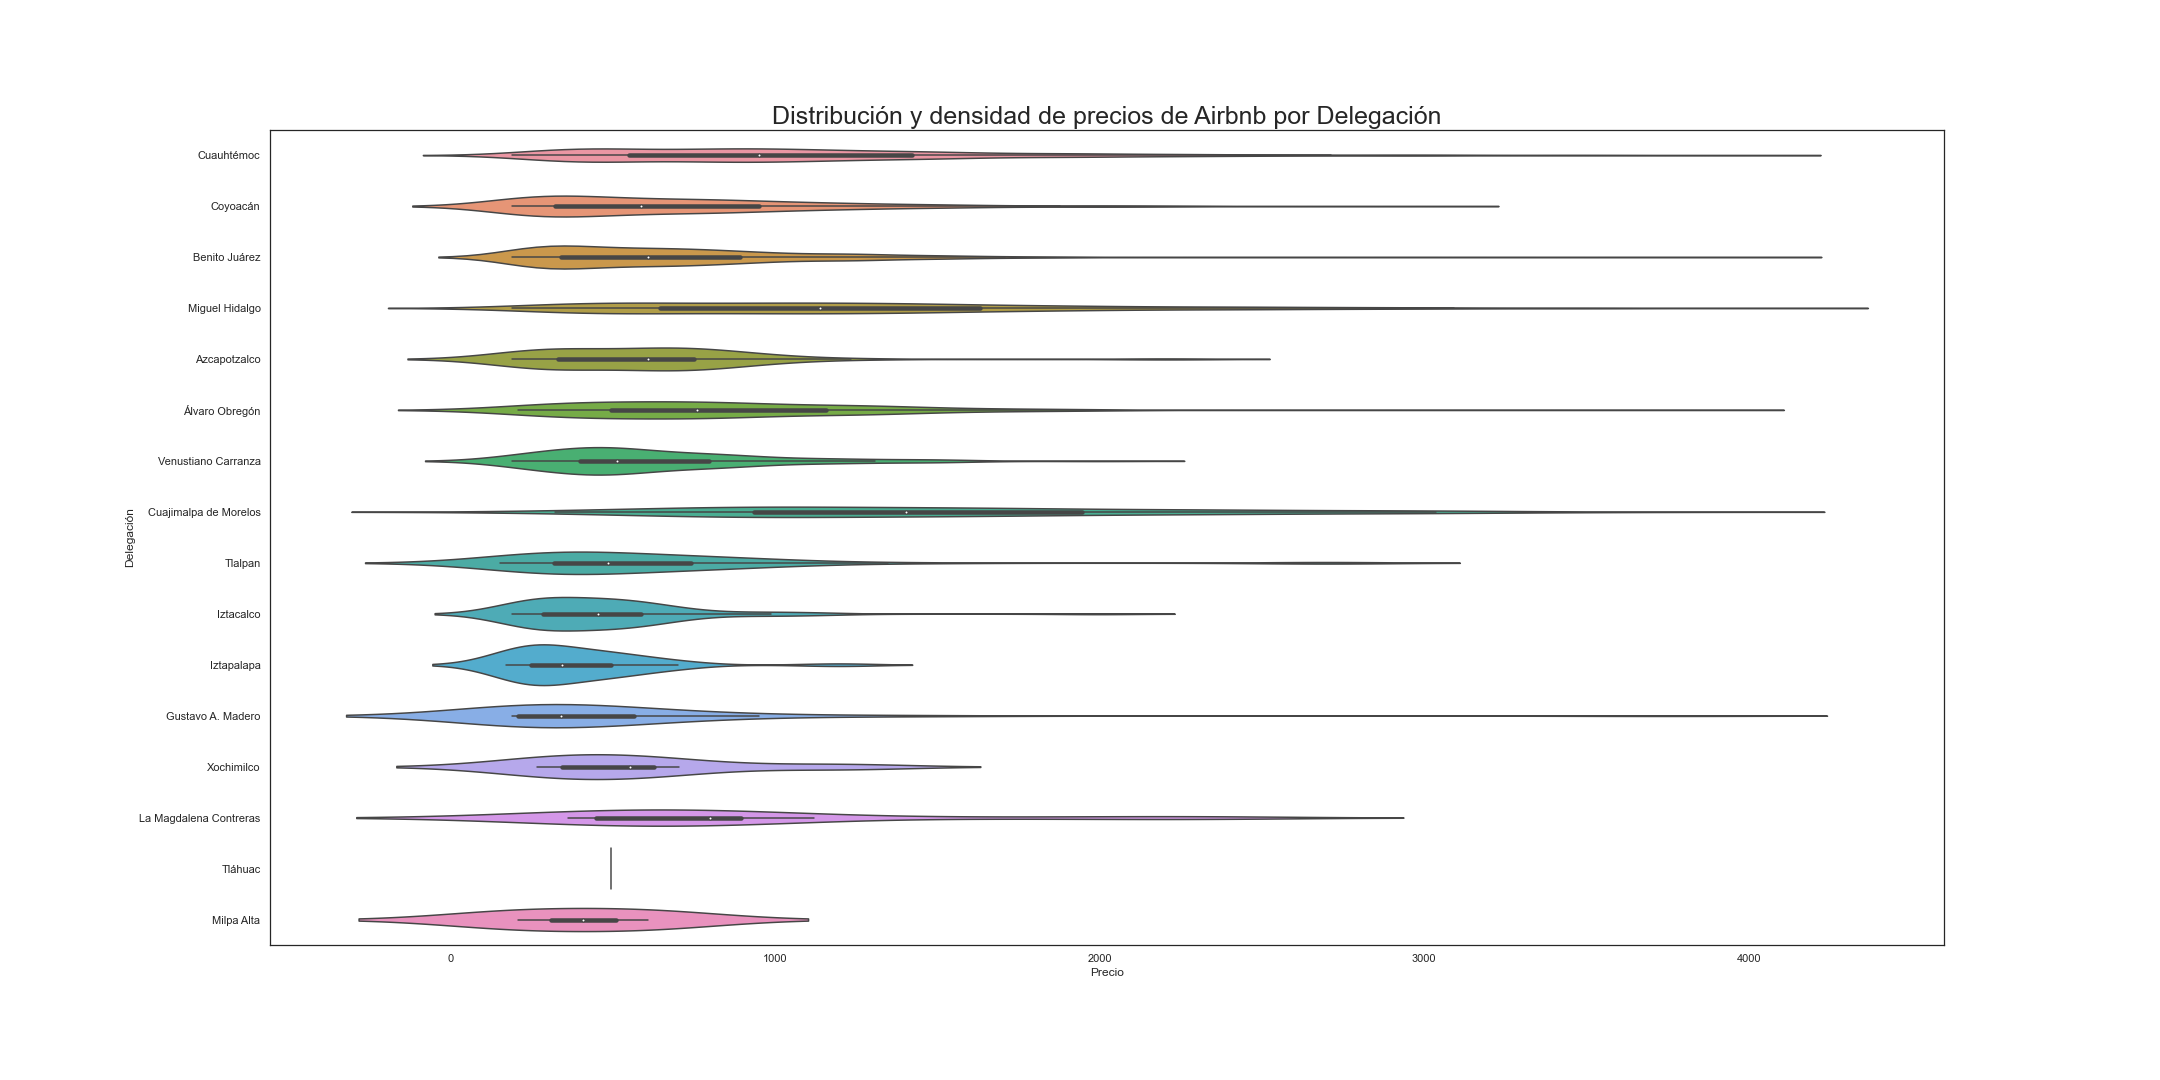 Distribución y densidad de precios de Airbnb por Delegación
Cuauhtémoc
Coyoacán
Benito Juárez
Miguel Hidalgo
Azcapotzalco
Álvaro Obregón
Venustiano Carranza
Cuajimalpa de Morelos
Tlalpan
Iztacalco
Iztapalapa
Gustavo A. Madero
Xochimilco
La Magdalena Contreras
Tláhuac
Milpa Alta
Delegación
0 1000 2000 3000 4000
Precio